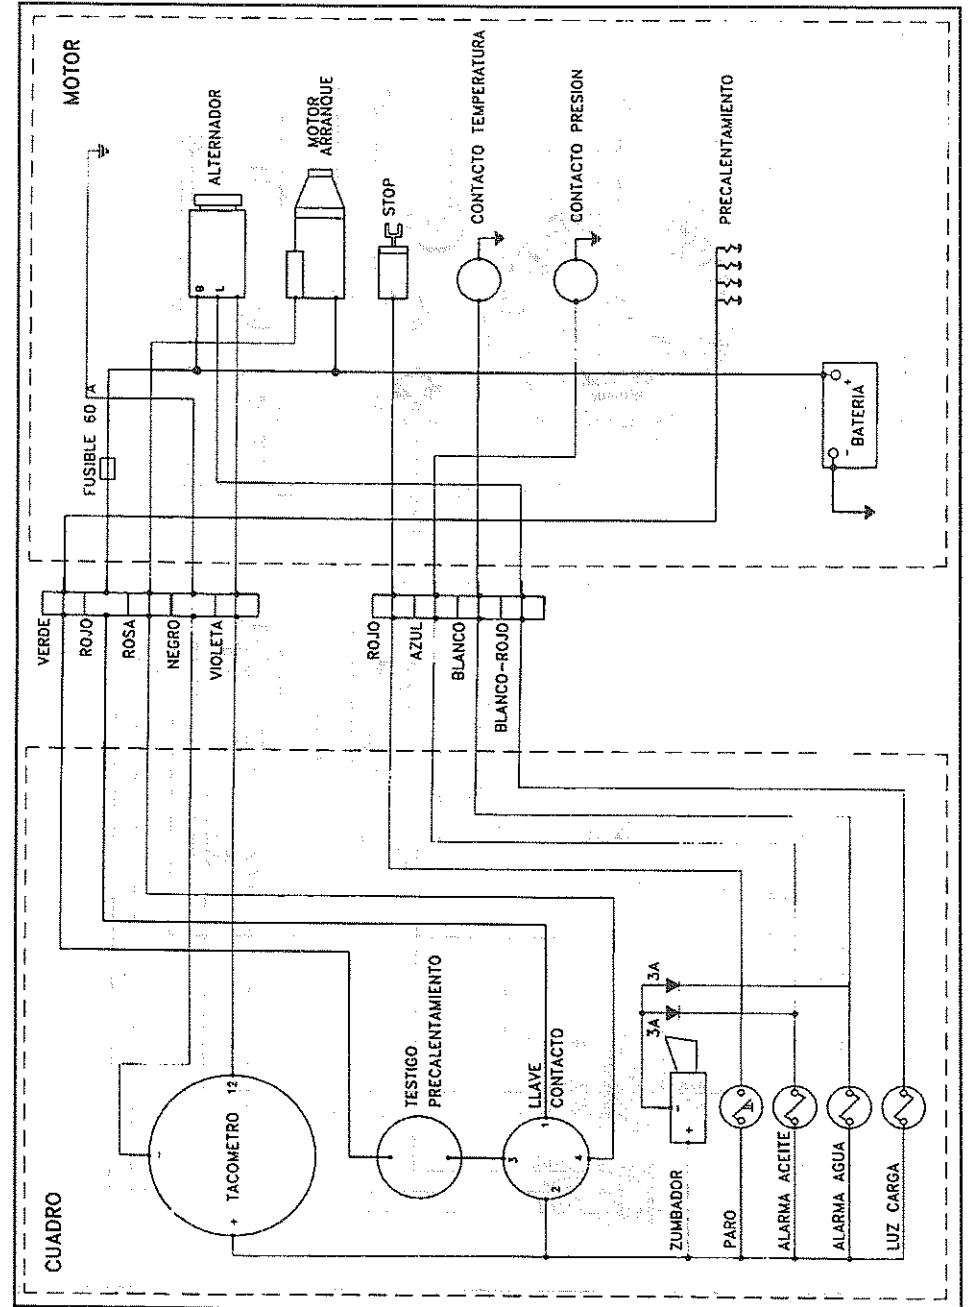 MOTOR
FUSIBLE 60 A
ALTERNADOR
B
L
MOTOR
ARRANQUE
STOP
CONTACTO TEMPERATURA
CONTACTO PRESION
PRECALENTAMIENTO
+
-
BATERIA
VERDE
ROJO
ROSA
NEGRO
VIOLETA
ROJO
AZUL
BLANCO
BLANCO-ROJO
CUADRO
-
12
+
TACOMETRO
TESTIGO
PRECALENTAMIENTO
LLAVE
CONTACTO
1
2
3
4
3A
3A
-
+
ZUMBADOR
PARO
ALARMA ACEITE
ALARMA AGUA
LUZ CARGA